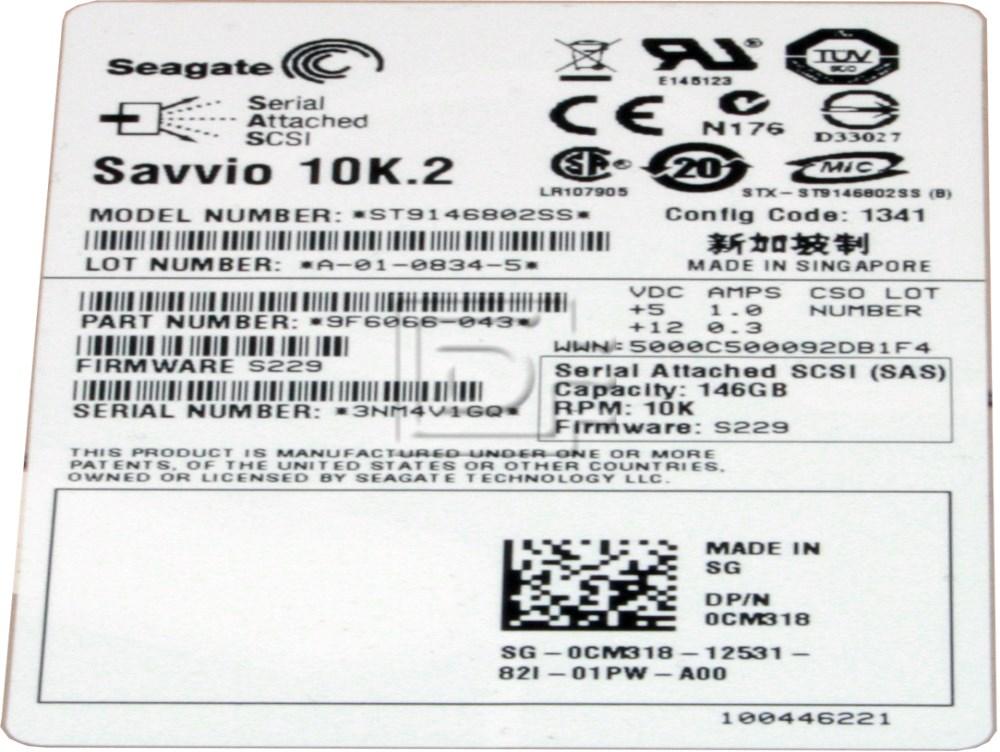 Seagate
Serial
Attached
SCSI
Savvio 10K.2
E145123
TUV
N176
D33027
LR107905
20
MIC
STX-ST9146802SS (B)
MODEL NUMBER: *ST9146802SS*
Config Code: 1341
新加坡制
LOT NUMBER: *A-01-0834-5*
MADE IN SINGAPORE
VDC AMPS CSO LOT
+5 1.0 NUMBER
+12 0.3
PART NUMBER: *9F6066-043*
WWN:5000C500092DB1F4
FIRMWARE S229
Serial Attached SCSI (SAS)
Capacity: 146GB
RPM: 10K
Firmware: S229
SERIAL NUMBER: *3NM4V1GQ*
THIS PRODUCT IS MANUFACTURED UNDER ONE OR MORE
PATENTS, OF THE UNITED STATES OR OTHER COUNTRIES,
OWNED OR LICENSED BY SEAGATE TECHNOLOGY LLC.
MADE IN
SG
DP/N
0CM318
SG-0CM318-12531-
82I-01PW-A00
100446221